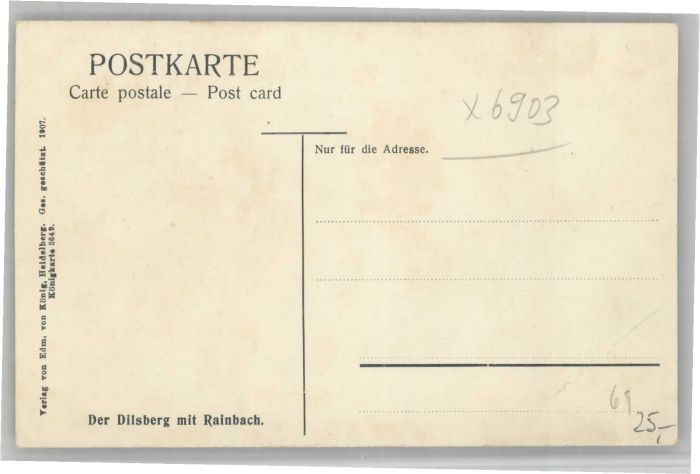 POSTKARTE
Carte postale — Post card
x 6903
Nur für die Adresse.
Verlag von Edm. von König, Heidelberg. Ges. geschützt. 1907.
Königkarte 3649.
Der Dilsberg mit Rainbach.
69
25,-